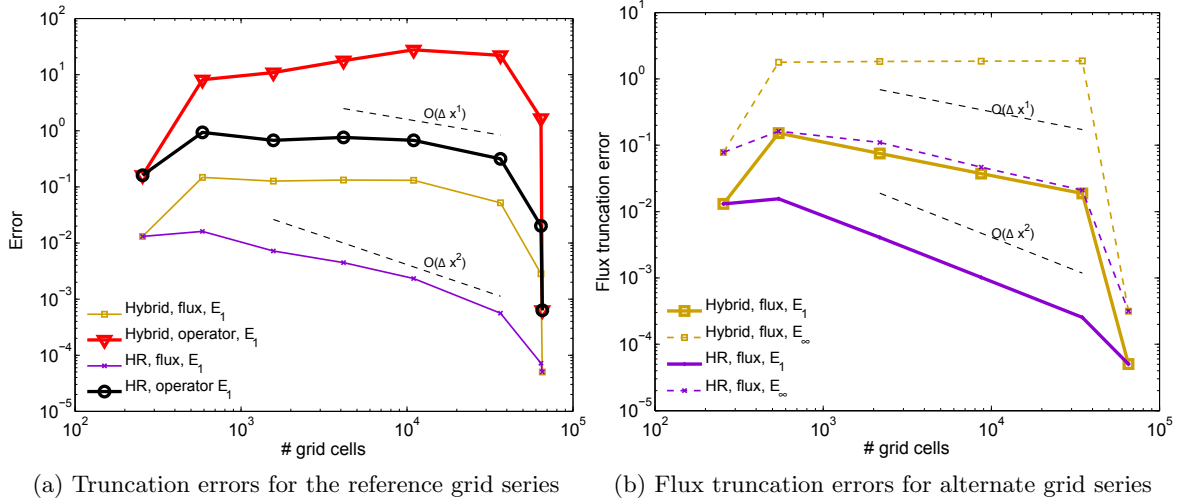 10^2
10^1
10^0
10^-1
10^-2
10^-3
10^-4
10^-5
Error
O(Δ x^1)
O(Δ x^2)
Hybrid, flux, E_1
Hybrid, operator, E_1
HR, flux, E_1
HR, operator E_1
10^2 10^3 10^4 10^5
# grid cells
(a) Truncation errors for the reference grid series
10^1
10^0
10^-1
10^-2
10^-3
10^-4
10^-5
Flux truncation error
O(Δ x^1)
O(Δ x^2)
Hybrid, flux, E_1
Hybrid, flux, E_∞
HR, flux, E_1
HR, flux, E_∞
10^2 10^3 10^4 10^5
# grid cells
(b) Flux truncation errors for alternate grid series